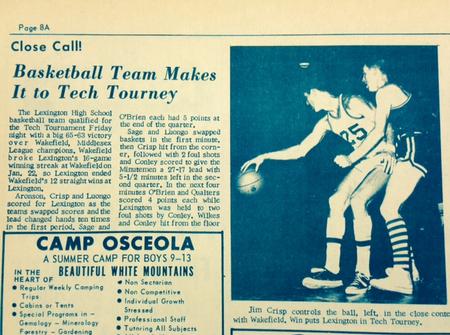 Page 8A
Close Call!
Basketball Team Makes
It to Tech Tourney
The Lexington High School
basketball team qualified for
the Tech Tournament Friday
night with a big 65-63 victory
over Wakefield, Middlesex
League champions, Wakefield
broke Lexington's 16-game
winning streak at Wakefield on
Jan. 22, so Lexington ended
Wakefield's 12 straight wins at
Lexington.
Aronson, Crisp and Luongo
scored for Lexington as the
teams swapped scores and the
lead changed hands ten times
in the first period. Sage and
O'Brien each had 5 points at
the end of the quarter.
Sage and Luongo swapped
baskets in the first minute,
then Crisp hit from the cor-
ner, followed with 2 foul shots
and Conley scored to give the
Minutemen a 27-17 lead with
5-1/2 minutes left in the sec-
ond quarter. In the next four
minutes O'Brien and Qualters
scored 4 points each while
Lexington was held to two
foul shots by Conley. Wilkes
and Conley hit from the floor
CAMP OSCEOLA
A SUMMER CAMP FOR BOYS 9-13
IN THE
HEART OF
BEAUTIFUL WHITE MOUNTAINS
• Regular Weekly Camping
Trips
• Cabins or Tents
• Special Programs in -
Gemology - Mineralogy
Forestry - Gardening
• Non Sectarian
• Non Competitive
• Individual Growth
Stressed
• Professional Staff
• Tutoring All Subjects
25
Jim Crisp controls the ball, left, in the close conte
with Wakefield. Win puts Lexington in Tech Tourney.